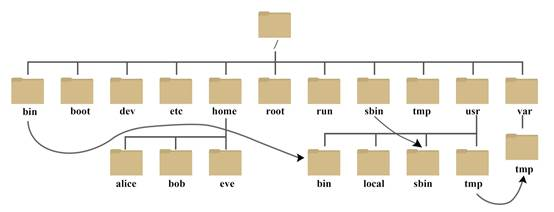 /
bin boot dev etc home root run sbin tmp usr var
alice bob eve bin local sbin tmp tmp